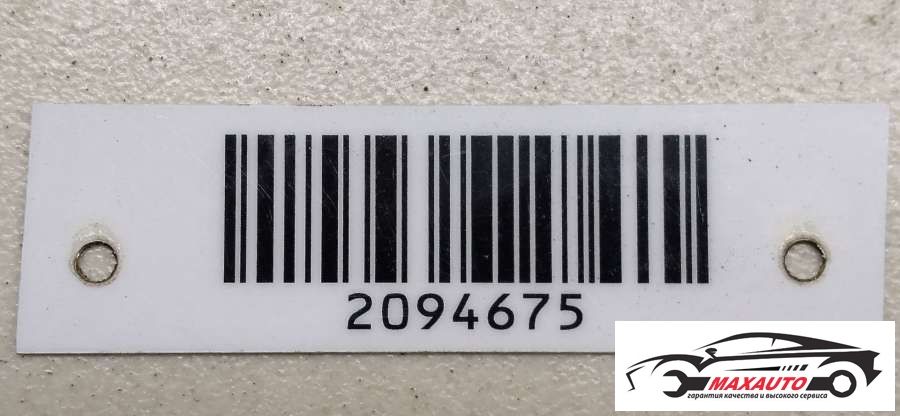 2094675
MAXAUTO
гарантия качества и высокого сервиса